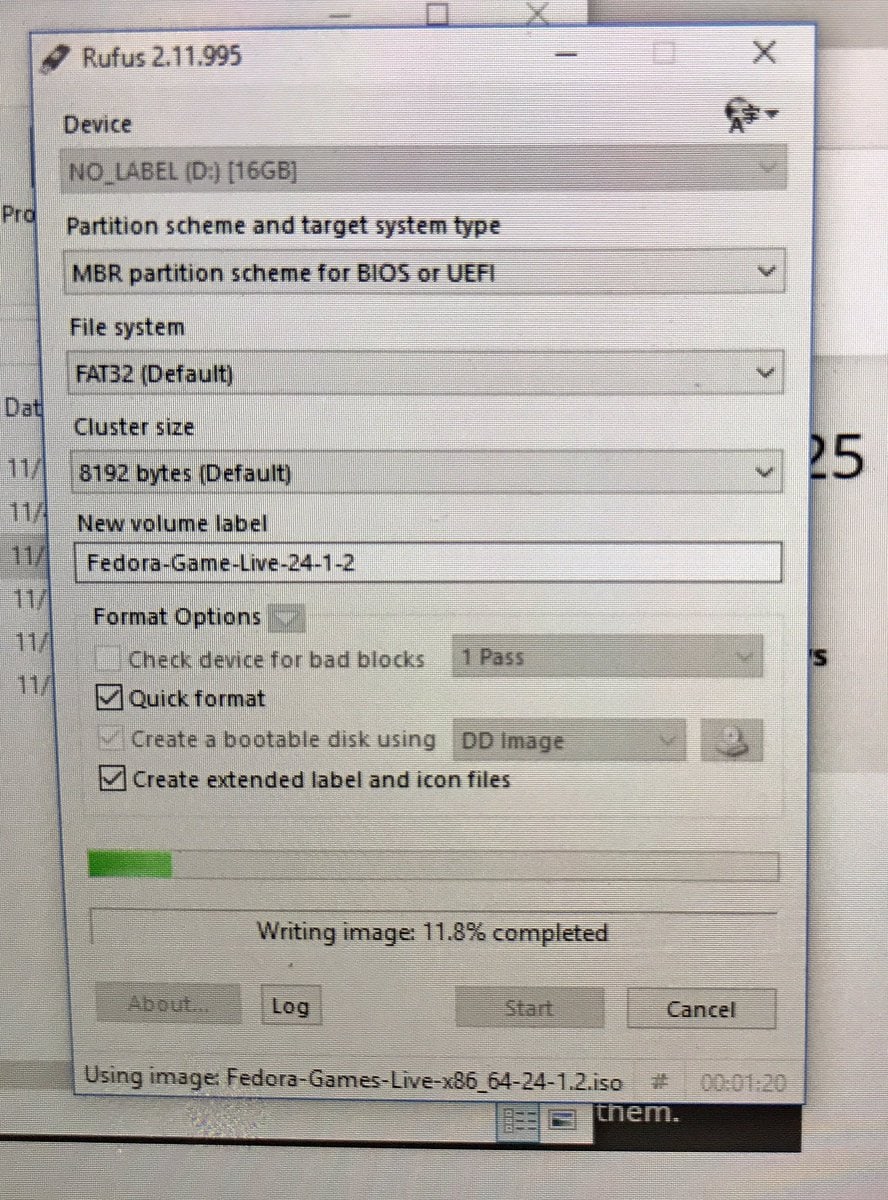 Rufus 2.11.995
Device
NO_LABEL (D:) [16GB]
Pro
Partition scheme and target system type
MBR partition scheme for BIOS or UEFI
File system
FAT32 (Default)
Dat
Cluster size
11/
8192 bytes (Default)
25
11/
New volume label
11/
Fedora-Game-Live-24-1-2
11/
Format Options
11/
Check device for bad blocks 1 Pass
's
11/
Quick format
Create a bootable disk using DD Image
Create extended label and icon files
Writing image: 11.8% completed
About... Log Start Cancel
Using image: Fedora-Games-Live-x86_64-24-1.2.iso # 00:01:20
them.